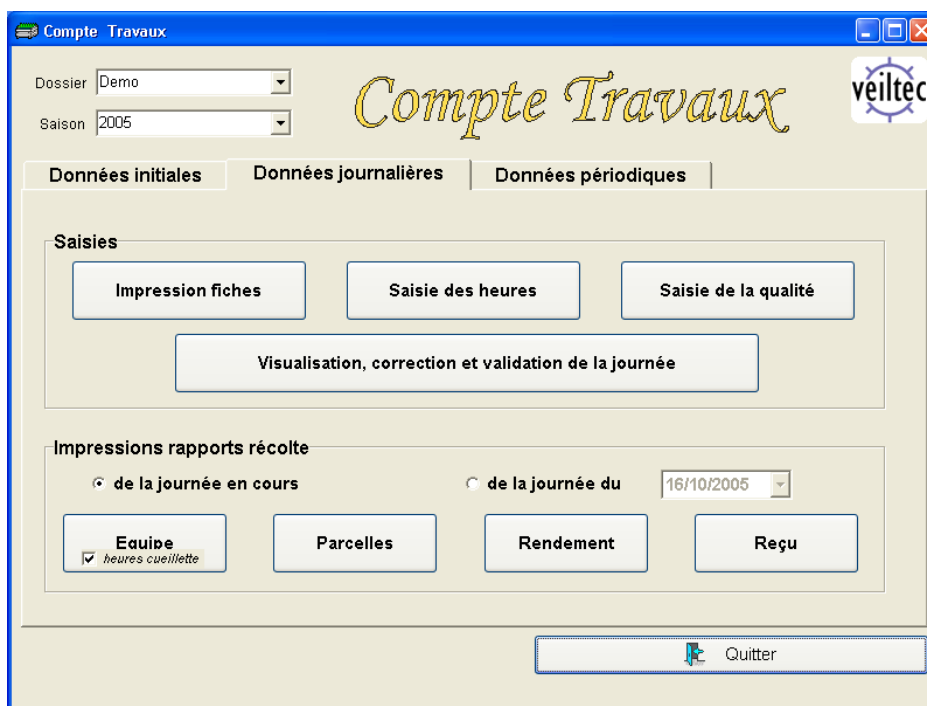 Compte Travaux
Dossier Demo
Compte Travaux
veiltec
Saison 2005
Données initiales Données journalières Données périodiques
Saisies
Impression fiches Saisie des heures Saisie de la qualité
Visualisation, correction et validation de la journée
Impressions rapports récolte
de la journée en cours de la journée du 16/10/2005
Equipe Parcelles Rendement Reçu
heures cueillette
Quitter